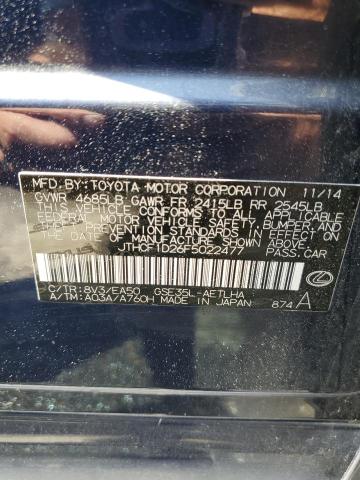 MFD. BY: TOYOTA MOTOR CORPORATION 11/14
GVWR 4685LB GAWR FR 2415LB RR 2545LB
THIS VEHICLE CONFORMS TO ALL APPLICABLE
FEDERAL MOTOR VEHICLE SAFETY, BUMPER, AND
THEFT PREVENTION STANDARDS IN EFFECT ON
THE DATE OF MANUFACTURE SHOWN ABOVE.
JTHCF1D26F5022477 PASS.CAR
C/TR: 8V3/EA50 GSE35L-AETLHA
A/TM: A03A/A760H MADE IN JAPAN 874 A